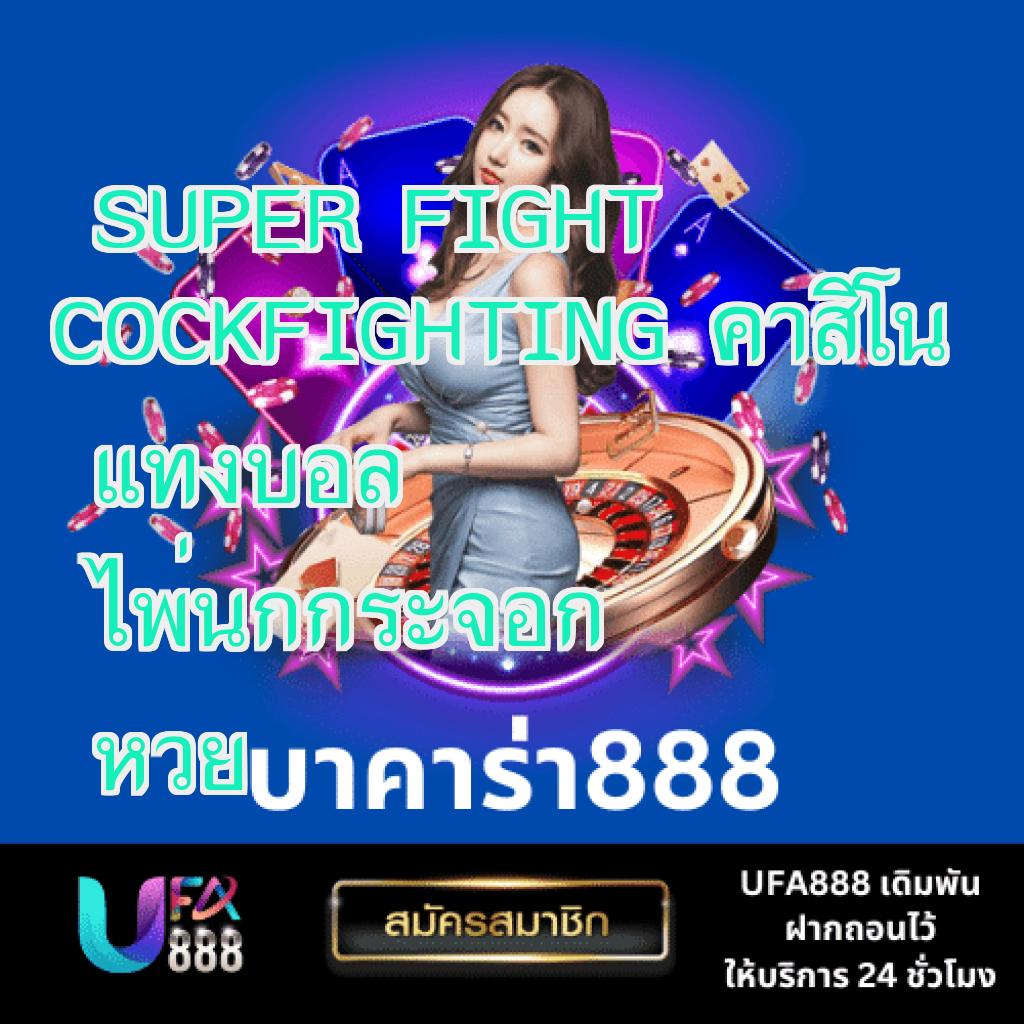 SUPER FIGHT
COCKFIGHTING คาสิโน
แทงบอล
ไพ่นกกระจอก
หวย
บาคาร่า888
UFA
888
สมัครสมาชิก
UFA888 เดิมพัน
ฝากถอนไว้
ให้บริการ 24 ชั่วโมง